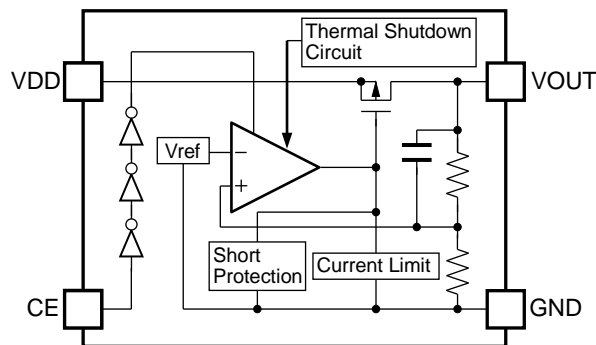 Thermal Shutdown
Circuit
VDD
VOUT
Vref
−
+
Short
Protection
Current Limit
CE
GND